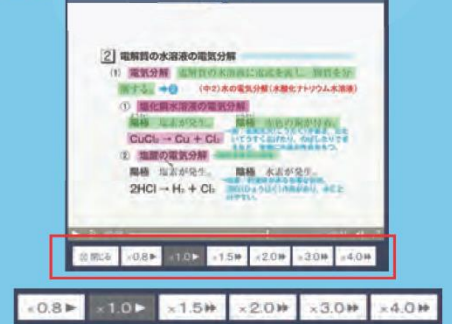 2 電解質の水溶液の電気分解
(1) 電気分解 電解質の水溶液に電流を流し、物質を分
解する。 (中2)水の電気分解(水酸化ナトリウム水溶液)
① 塩化銅水溶液の電気分解
陽極 塩素が発生。 陰極 赤色の銅が付着。
CuCl₂ → Cu + Cl₂
② 塩酸の電気分解
陽極 塩素が発生。 陰極 水素が発生。
2HCl → H₂ + Cl₂
閉じる ×0.8 ×1.0 ×1.5 ×2.0 ×3.0 ×4.0
×0.8 ×1.0 ×1.5 ×2.0 ×3.0 ×4.0